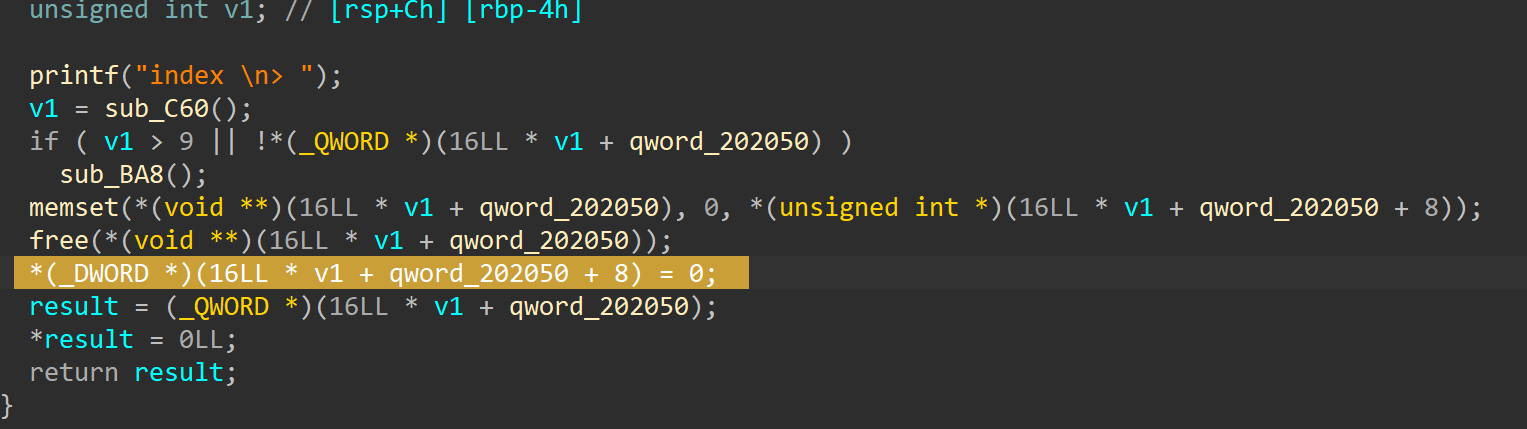 unsigned int v1; // [rsp+Ch] [rbp-4h]
printf("index \n> ");
v1 = sub_C60();
if ( v1 > 9 || !*(_QWORD *)(16LL * v1 + qword_202050) )
sub_BA8();
memset(*(void **)(16LL * v1 + qword_202050), 0, *(unsigned int *)(16LL * v1 + qword_202050 + 8));
free(*(void **)(16LL * v1 + qword_202050));
*(_DWORD *)(16LL * v1 + qword_202050 + 8) = 0;
result = (_QWORD *)(16LL * v1 + qword_202050);
*result = 0LL;
return result;
}